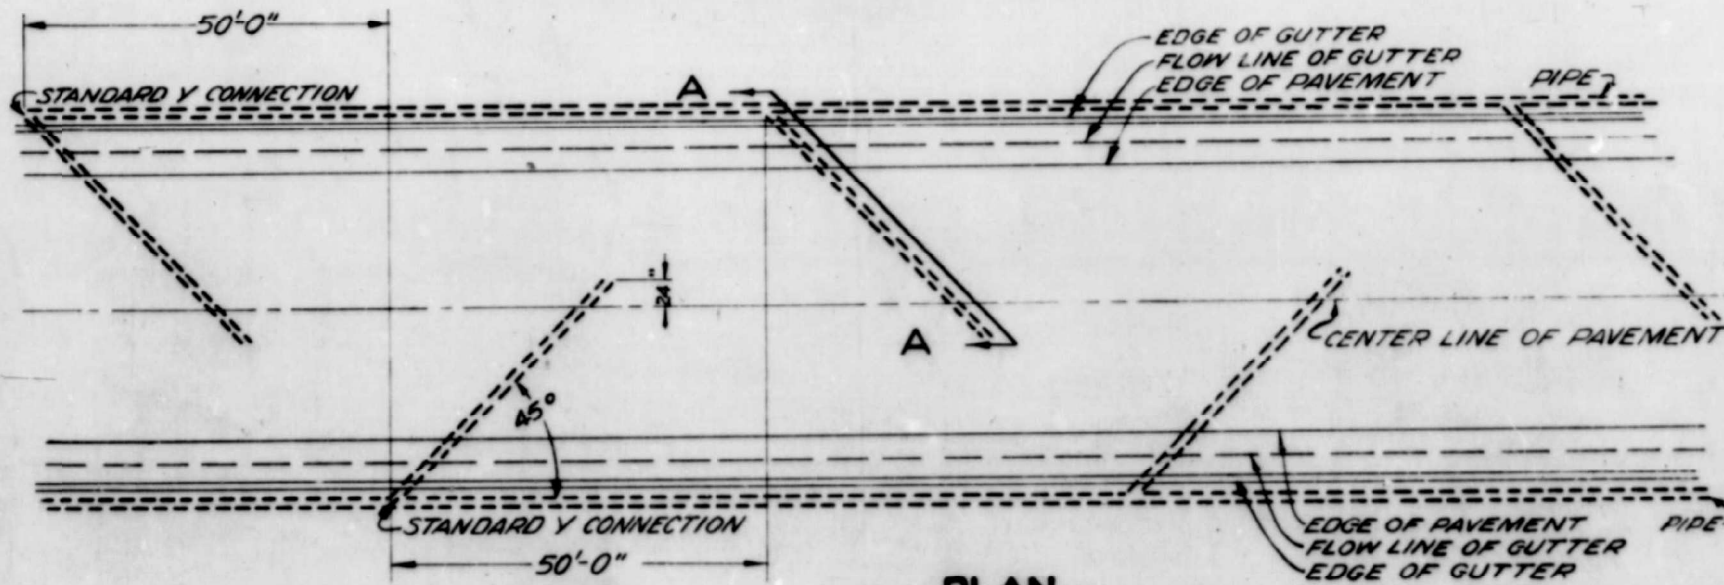 50'-0"
EDGE OF GUTTER
FLOW LINE OF GUTTER
EDGE OF PAVEMENT
PIPE
STANDARD Y CONNECTION
A
24"
A
CENTER LINE OF PAVEMENT
45°
STANDARD Y CONNECTION
50'-0"
EDGE OF PAVEMENT
FLOW LINE OF GUTTER
EDGE OF GUTTER
PIPE
PLAN